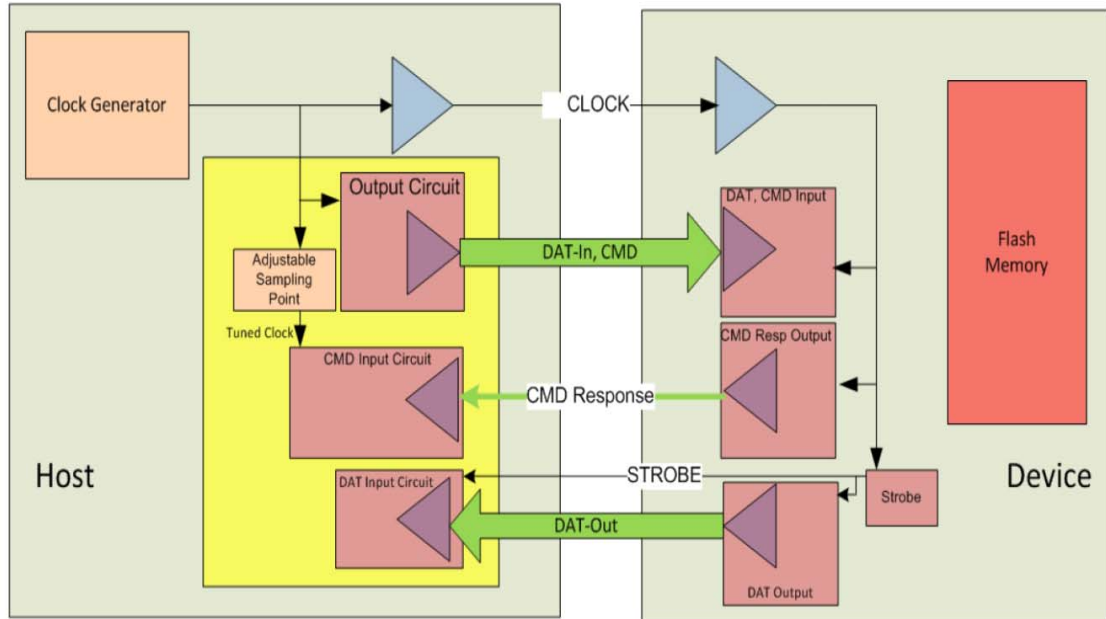 Clock Generator
CLOCK
Output Circuit
DAT, CMD Input
DAT-In, CMD
Flash
Memory
Adjustable
Sampling
Point
Tuned Clock
CMD Input Circuit
CMD Resp Output
CMD Response
Host
STROBE
Device
DAT Input Circuit
Strobe
DAT-Out
DAT Output